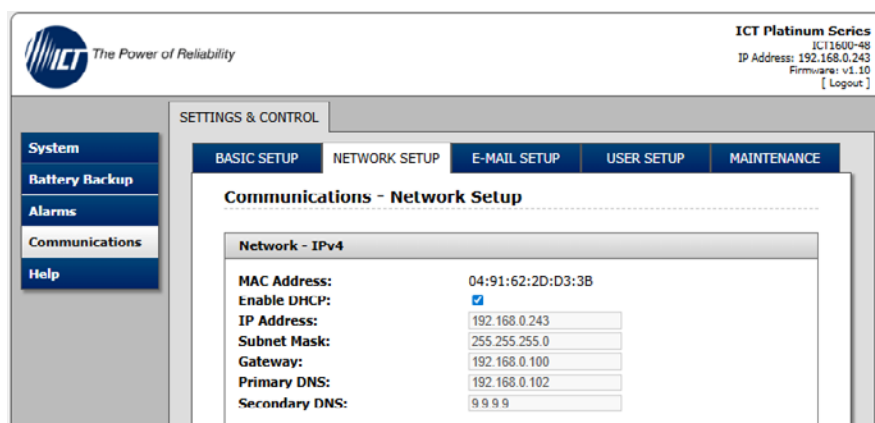 ICT Platinum Series
ICT1600-48
IP Address: 192.168.0.243
Firmware: v1.10
[ Logout ]
ICT The Power of Reliability
SETTINGS & CONTROL
System
Battery Backup
Alarms
Communications
Help
BASIC SETUP NETWORK SETUP E-MAIL SETUP USER SETUP MAINTENANCE
Communications - Network Setup
Network - IPv4
MAC Address: 04:91:62:2D:D3:3B
Enable DHCP:
IP Address: 192.168.0.243
Subnet Mask: 255.255.255.0
Gateway: 192.168.0.100
Primary DNS: 192.168.0.102
Secondary DNS: 9.9.9.9